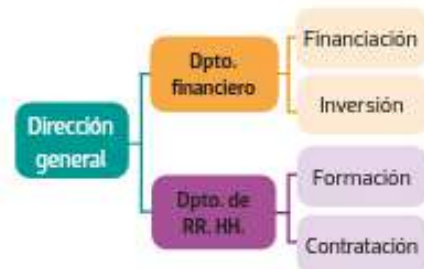 Dirección
general
Dpto.
financiero
Financiación
Inversión
Dpto. de
RR. HH.
Formación
Contratación